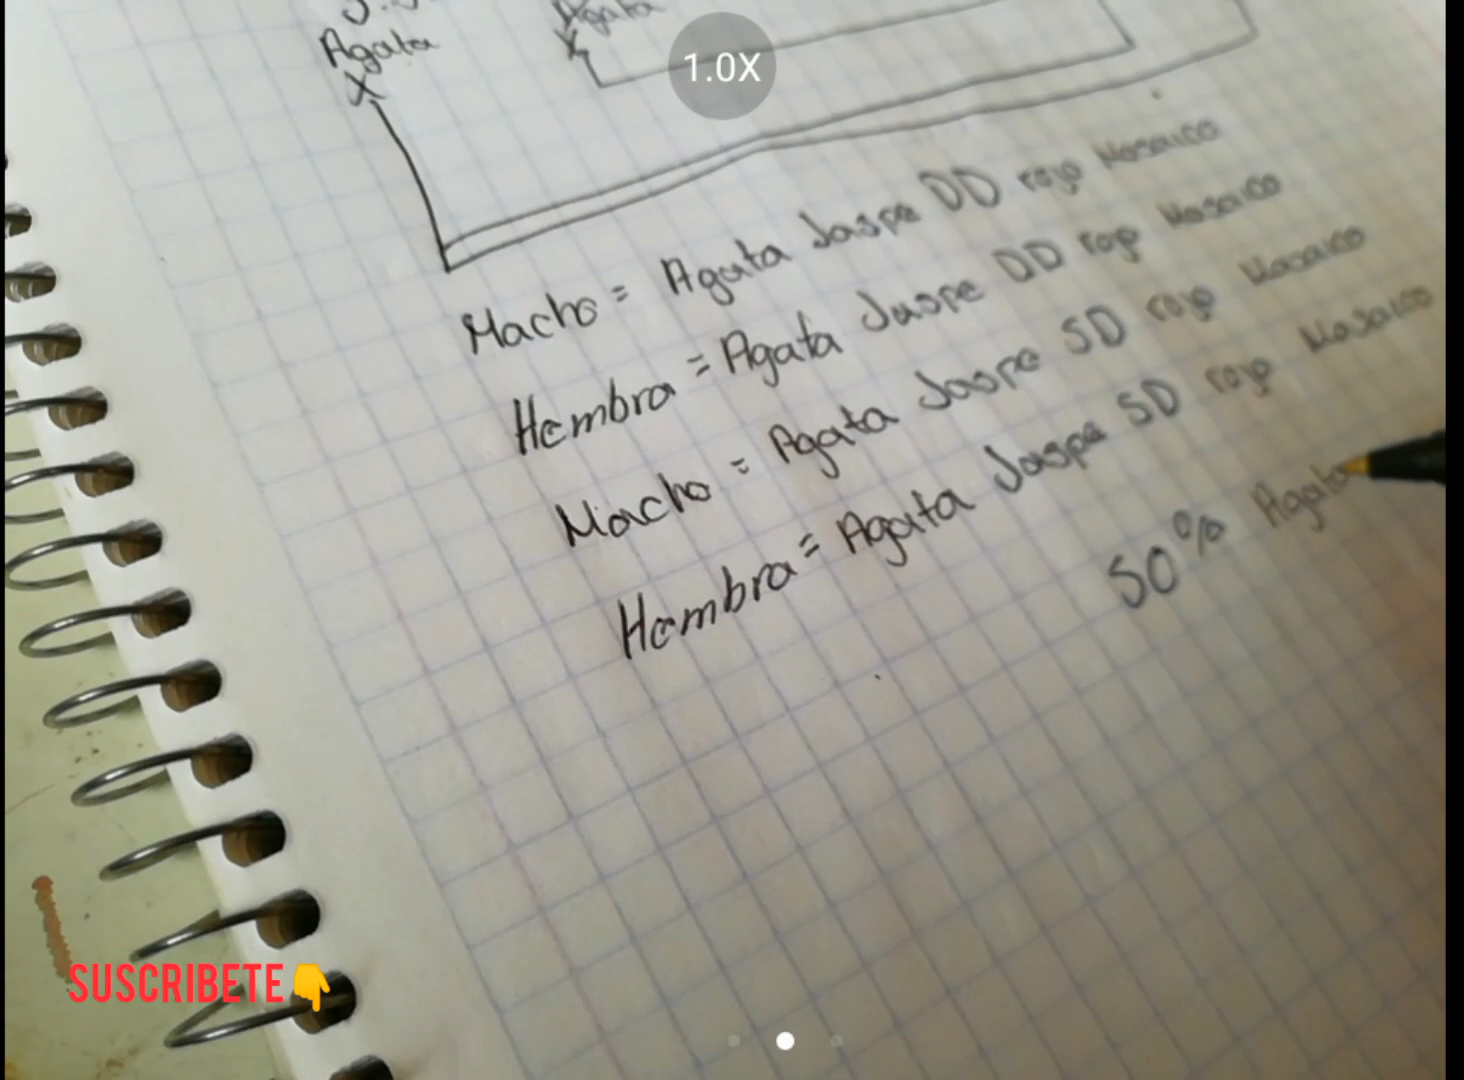 Agata
Agata
X
X
1.0X
Macho = Agata Jaspe DD rojo Mosaico
Hembra = Agata Jaspe DD rojo Mosaico
Macho = Agata Jaspe SD rojo Mosaico
Hembra = Agata Jaspe SD rojo Mosaico
50% Agata
SUSCRIBETE